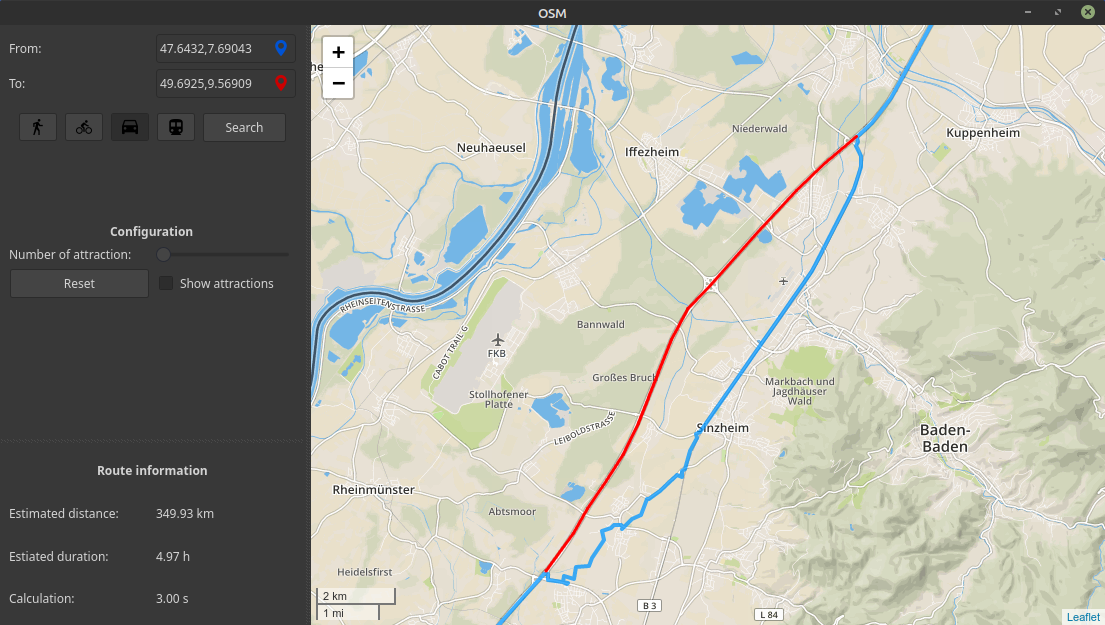 OSM
From: 47.6432,7.69043
To: 49.6925,9.56909
Search
Configuration
Number of attraction:
Reset Show attractions
Route information
Estimated distance: 349.93 km
Estiated duration: 4.97 h
Calculation: 3.00 s
+
−
he
Neuhaeusel
Niederwald
Iffezheim
Kuppenheim
RHEINSEITENSTRASSE
CABOT TRAIL G
FKB
Bannwald
Großes Bruch
Stollhofener
Platte
LEIBOLDSTRASSE
Markbach und
Jagdhäuser
Wald
Sinzheim
Baden-
Baden
Rheinmünster
Abtsmoor
Heidelsfirst
2 km
1 mi
B 3
L 84
Leaflet